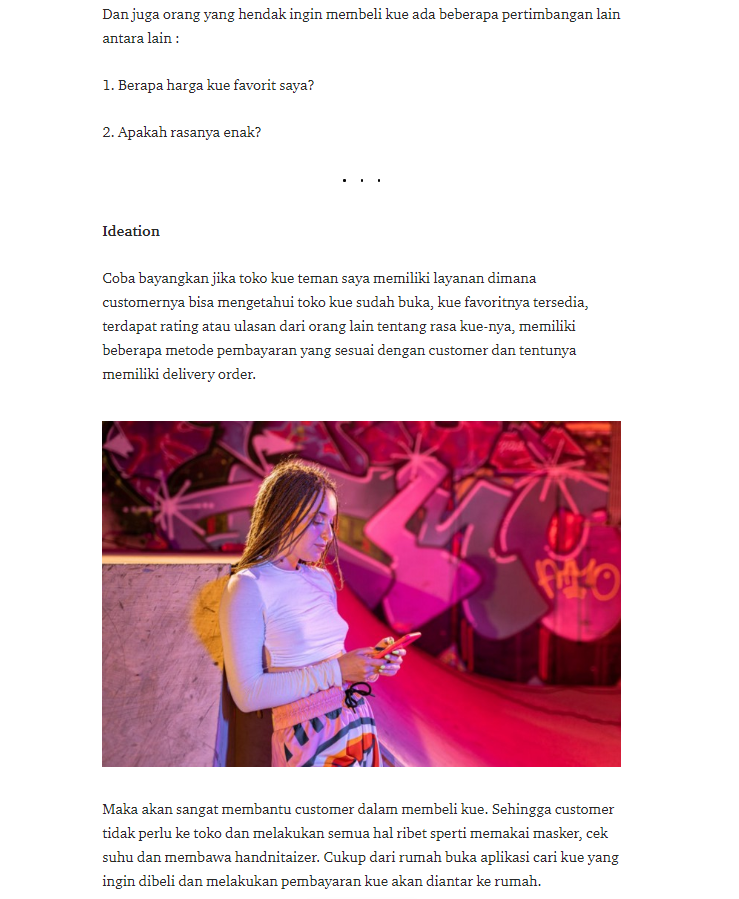 Dan juga orang yang hendak ingin membeli kue ada beberapa pertimbangan lain
antara lain :
1. Berapa harga kue favorit saya?
2. Apakah rasanya enak?
. . .
Ideation
Coba bayangkan jika toko kue teman saya memiliki layanan dimana
customernya bisa mengetahui toko kue sudah buka, kue favoritnya tersedia,
terdapat rating atau ulasan dari orang lain tentang rasa kue-nya, memiliki
beberapa metode pembayaran yang sesuai dengan customer dan tentunya
memiliki delivery order.
Maka akan sangat membantu customer dalam membeli kue. Sehingga customer
tidak perlu ke toko dan melakukan semua hal ribet sperti memakai masker, cek
suhu dan membawa handnitaizer. Cukup dari rumah buka aplikasi cari kue yang
ingin dibeli dan melakukan pembayaran kue akan diantar ke rumah.